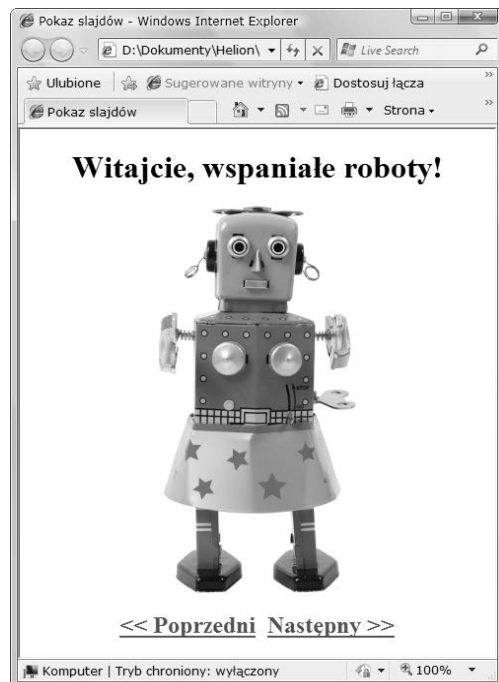 Pokaz slajdów - Windows Internet Explorer
D:\Dokumenty\Helion\
Live Search
Ulubione
Sugerowane witryny
Dostosuj łącza
Pokaz slajdów
Strona
Witajcie, wspaniałe roboty!
STOP
<< Poprzedni Następny >>
Komputer | Tryb chroniony: wyłączony
100%